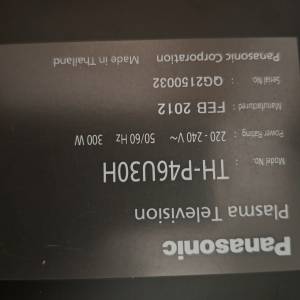 Panasonic
Plasma Television
Model No. : TH-P46U30H
Power Rating : 220 - 240 V ~ 50/60 Hz 300 W
Manufactured : FEB 2012
Serial No. : QG2150032
Panasonic Corporation Made in Thailand